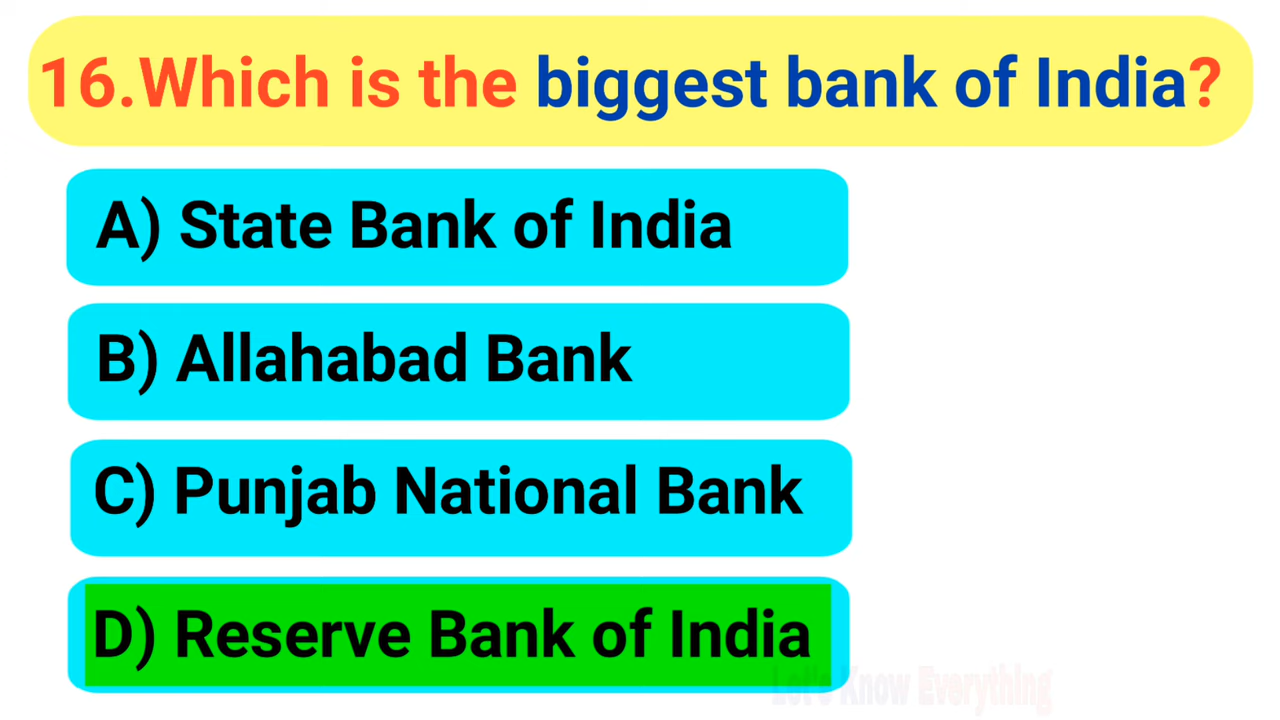 16.Which is the biggest bank of India?
A) State Bank of India
B) Allahabad Bank
C) Punjab National Bank
D) Reserve Bank of India
Let's Know Everything